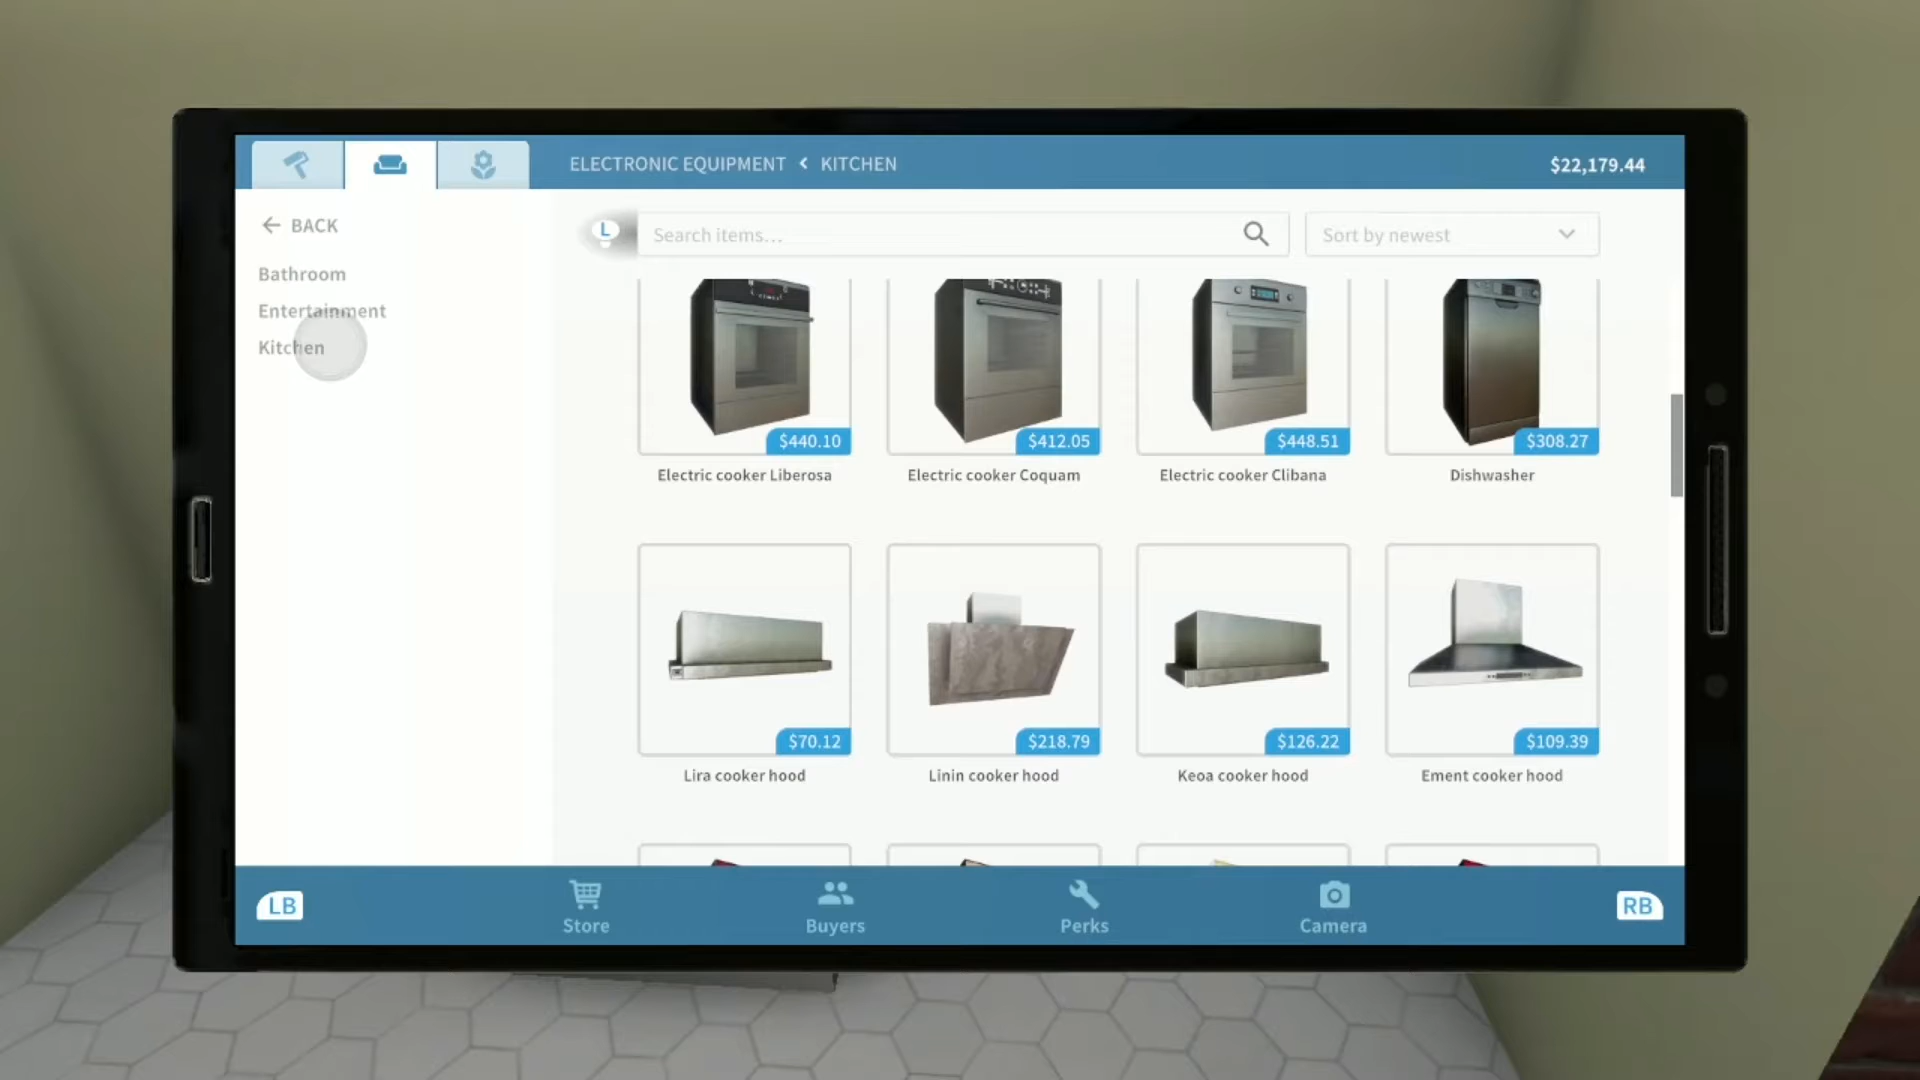 ELECTRONIC EQUIPMENT < KITCHEN
$22,179.44
BACK
L
Search items...
Sort by newest
Bathroom
Entertainment
Kitchen
$440.10
$412.05
$448.51
$308.27
Electric cooker Liberosa
Electric cooker Coquam
Electric cooker Clibana
Dishwasher
$70.12
$218.79
$126.22
$109.39
Lira cooker hood
Linin cooker hood
Keoa cooker hood
Ement cooker hood
LB
Store
Buyers
Perks
Camera
RB